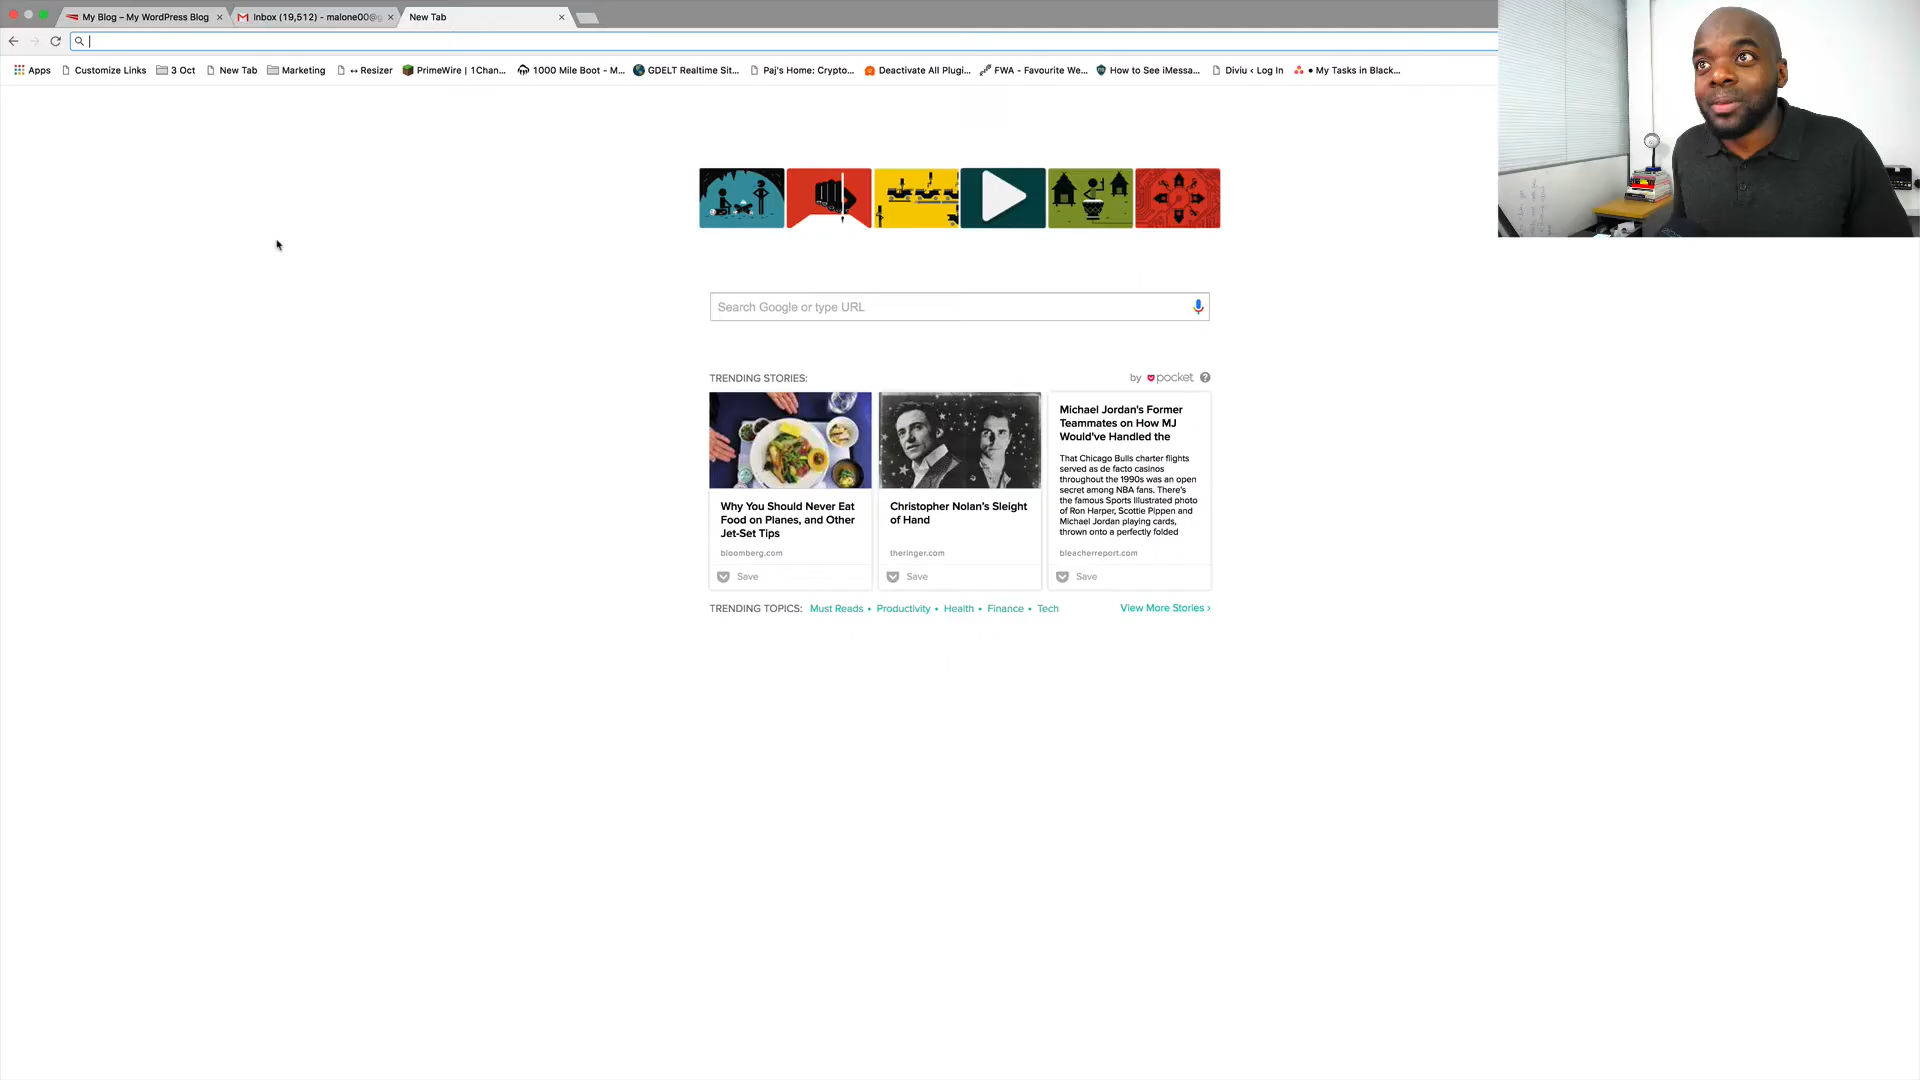 My Blog – My WordPress Blog
Inbox (19,512) - malone00@g
New Tab
Apps
Customize Links
3 Oct
New Tab
Marketing
↔ Resizer
PrimeWire | 1Chan...
1000 Mile Boot - M...
GDELT Realtime Sit...
Paj's Home: Crypto...
Deactivate All Plugi...
FWA - Favourite We...
How to See iMessa...
Diviu ‹ Log In
• My Tasks in Black...
Search Google or type URL
TRENDING STORIES:
by pocket ?
Why You Should Never Eat
Food on Planes, and Other
Jet-Set Tips
bloomberg.com
Save
Christopher Nolan's Sleight
of Hand
theringer.com
Save
Michael Jordan's Former
Teammates on How MJ
Would've Handled the
That Chicago Bulls charter flights
served as de facto casinos
throughout the 1990s was an open
secret among NBA fans. There's
the famous Sports Illustrated photo
of Ron Harper, Scottie Pippen and
Michael Jordan playing cards,
thrown onto a perfectly folded
bleacherreport.com
Save
TRENDING TOPICS: Must Reads • Productivity • Health • Finance • Tech
View More Stories ›